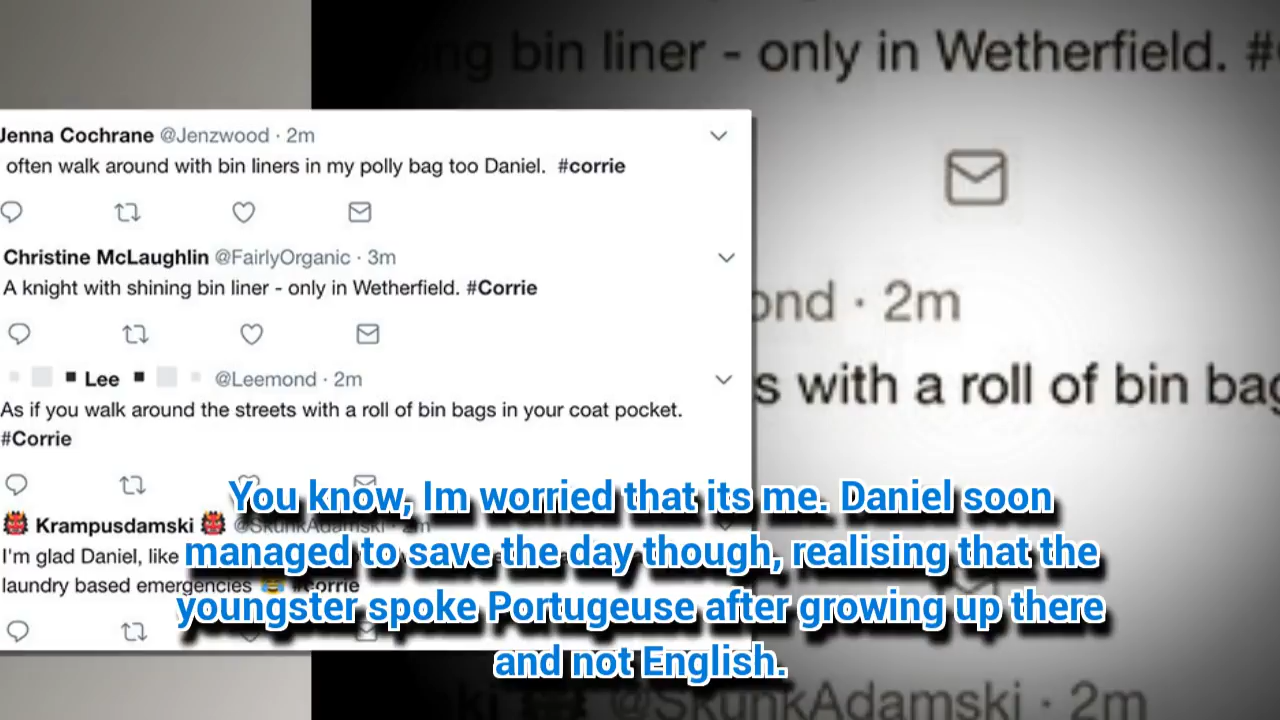 ng bin liner - only in Wetherfield. #
Jenna Cochrane @Jenzwood · 2m
often walk around with bin liners in my polly bag too Daniel. #corrie
Christine McLaughlin @FairlyOrganic · 3m
A knight with shining bin liner - only in Wetherfield. #Corrie
Lee @Leemond · 2m
As if you walk around the streets with a roll of bin bags in your coat pocket.
#Corrie
Krampusdamski @SkunkAdamski · 2m
I'm glad Daniel, like
laundry based emergencies 😂 #corrie
ond · 2m
s with a roll of bin bag
@SkunkAdamski · 2m
You know, Im worried that its me. Daniel soon
managed to save the day though, realising that the
youngster spoke Portugeuse after growing up there
and not English.